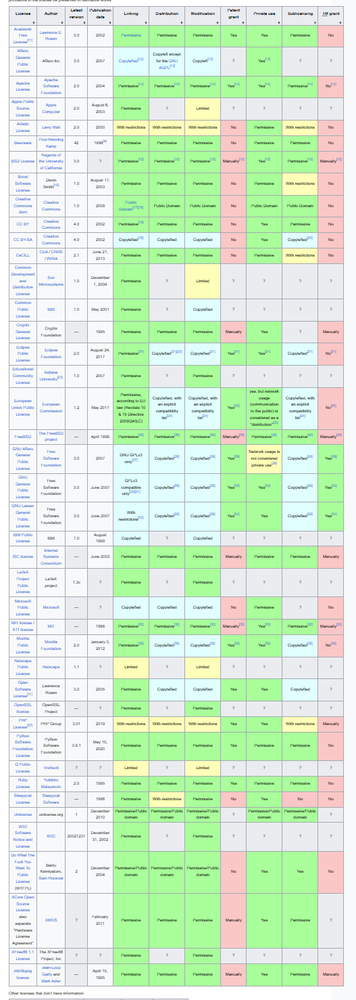 provisions in the license be preserved in derivative works.
License Author Latest version Publication date Linking Distribution Modification Patent grant Private use Sublicensing TM grant
Academic Free License[11] Lawrence E. Rosen 3.0 2002 Permissive Permissive Permissive Yes Yes Permissive No
Affero General Public License Affero Inc 3.0 2007 Copylefted[12] Copyleft except for the GNU AGPL[13] Copyleft[13] ? Yes[13] ? ?
Apache License Apache Software Foundation 2.0 2004 Permissive[14] Permissive[14] Permissive[14] Yes[14] Yes[14] Permissive[14] No[14]
Apple Public Source License Apple Computer 2.0 August 6, 2003 Permissive ? Limited ? ? ? ?
Artistic License Larry Wall 2.0 2000 With restrictions With restrictions With restrictions No Permissive With restrictions No
Beerware Poul-Henning Kamp 42 1998[9] Permissive Permissive Permissive No Permissive Permissive No
BSD License Regents of the University of California 3.0 ? Permissive[15] Permissive[15] Permissive[15] Manually[15] Yes[15] Permissive[15] Manually[15]
Boost Software License Devin Smith[16] 1.0 August 17, 2003 Permissive Permissive Permissive No Permissive With restrictions No
Creative Commons Zero Creative Commons 1.0 2009 Public Domain[17][18] Public Domain Public Domain No Public Domain Public Domain No
CC BY Creative Commons 4.0 2002 Permissive[19] Permissive Permissive No Yes Permissive No
CC BY-SA Creative Commons 4.0 2002 Copylefted[19] Copylefted Copylefted No Yes Copylefted[20] No
CeCILL CEA / CNRS / INRIA 2.1 June 21, 2013 Permissive Permissive Permissive No Permissive With restrictions No
Common Development and Distribution License Sun Microsystems 1.0 December 1, 2004 Permissive ? Limited ? ? ? ?
Common Public License IBM 1.0 May 2001 Permissive ? Copylefted ? ? ? ?
Cryptix General License Cryptix Foundation — 1995 Permissive Permissive Permissive Manually Yes ? Manually
Eclipse Public License Eclipse Foundation 2.0 August 24, 2017 Permissive[21] Copylefted[21][22] Copylefted[21] Yes[21] Yes[21] Copylefted[21] No[21]
Educational Community License Indiana University[23] 1.0 2007 Permissive ? Permissive ? ? ? ?
European Union Public Licence European Commission 1.2 May 2017 Permissive, according to EU law (Recitals 10 & 15 Directive 2009/24/EC) Copylefted, with an explicit compatibility list[24] Copylefted, with an explicit compatibility list[24] Yes[25] yes, but network usage (communication to the public) is considered as a "distribution"[25] Copylefted, with an explicit compatibility list[24] No[25]
FreeBSD The FreeBSD project — April 1999 Permissive[26] Permissive[26] Permissive[26] Manually[26] Permissive[26] Permissive[26] Manually[26]
GNU Affero General Public License Free Software Foundation 3.0 2007 GNU GPLv3 only[27] Copylefted[28] Copylefted[28] Yes[29] Network usage is not considered private use[29] Copylefted[28] Yes[29]
GNU General Public License Free Software Foundation 3.0 June 2007 GPLv3 compatible only[30][31] Copylefted[28] Copylefted[28] Yes[32] Yes[32] Copylefted[28] Yes[32]
GNU Lesser General Public License Free Software Foundation 3.0 June 2007 With restrictions[33] Copylefted[28] Copylefted[28] Yes[34] Yes Copylefted[28] Yes[34]
IBM Public License IBM 1.0 August 1999 Copylefted ? Copylefted ? ? ? ?
ISC license Internet Systems Consortium — June 2003 Permissive Permissive Permissive Manually Permissive Permissive Manually
LaTeX Project Public License LaTeX project 1.3c ? Permissive ? Permissive ? ? ? ?
Microsoft Public License Microsoft — ? Copylefted Copylefted Copylefted No Permissive ? No
MIT license / X11 license MIT — 1988 Permissive[35] Permissive[35] Permissive[35] Manually[35] Yes[35] Permissive[35] Manually[35]
Mozilla Public License Mozilla Foundation 2.0 January 3, 2012 Permissive[36] Copylefted[36] Copylefted[36] Yes[36] Yes[36] Copylefted[36] No[36]
Netscape Public License Netscape 1.1 ? Limited ? Limited ? ? ? ?
Open Software License[11] Lawrence Rosen 3.0 2005 Permissive Copylefted Copylefted Yes Yes Copylefted ?
OpenSSL license OpenSSL Project — ? Permissive ? Permissive ? ? ? ?
PHP License[37] PHP Group 3.01 2019 With restrictions With restrictions With restrictions Yes Yes With restrictions Manually
Python Software Foundation License Python Software Foundation 3.9.1 May 10, 2020 Permissive Permissive Permissive Yes Permissive Permissive No
Q Public License Trolltech ? ? Limited ? Limited ? ? ? ?
Ruby License Yukihiro Matsumoto 2.0 1995 Permissive Permissive Permissive Yes Permissive Permissive No
Sleepycat License Sleepycat Software — 1996 Permissive With restrictions Permissive No Yes No No
Unlicense unlicense.org 1 December 2010 Permissive/Public domain Permissive/Public domain Permissive/Public domain ? Permissive/Public domain Permissive/Public domain ?
W3C Software Notice and License W3C 20021231 December 31, 2002 Permissive ? Permissive ? ? ? ?
Do What The Fuck You Want To Public License (WTFPL) Banlu Kemiyatorn, Sam Hocevar 2 December 2004 Permissive/Public domain Permissive/Public domain Permissive/Public domain No Yes Yes No
XCore Open Source License also separate "Hardware License Agreement" XMOS ? February 2011 Permissive Permissive Permissive Manually Yes Permissive ?
XFree86 1.1 License The XFree86 Project, Inc ? ? Permissive ? Permissive ? ? ? ?
zlib/libpng license Jean-Loup Gailly and Mark Adler — April 15, 1995 Permissive Permissive Permissive Manually Yes Permissive Manually
Other licenses that don't have information: